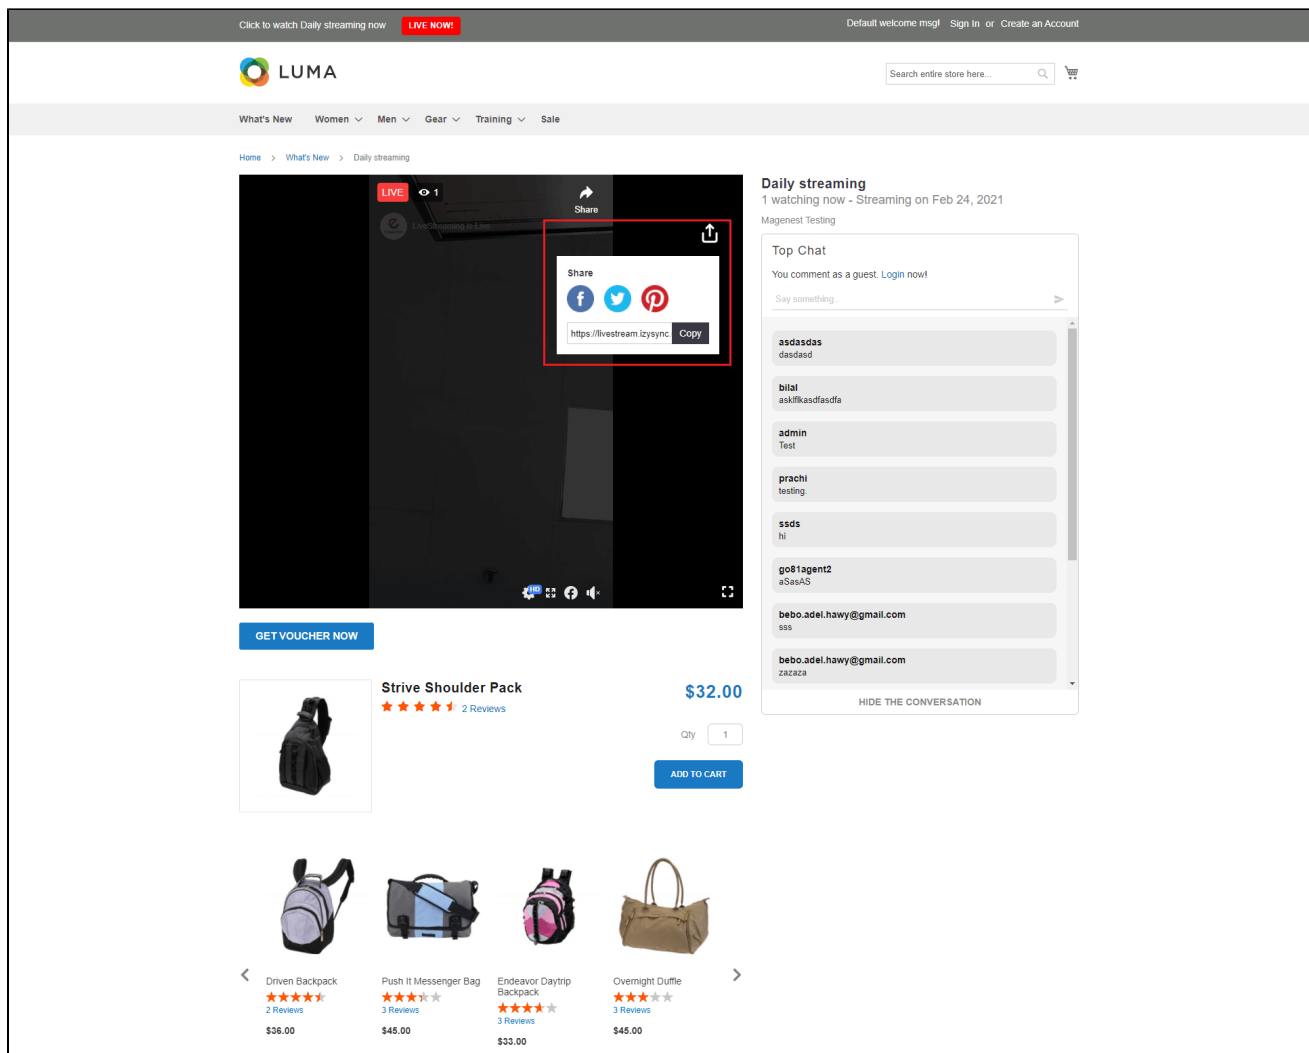 Click to watch Daily streaming now LIVE NOW! Default welcome msg! Sign In or Create an Account
LUMA
Search entire store here...
What's New Women Men Gear Training Sale
Home > What's New > Daily streaming
LIVE 1
Share
LiveStreaming is Live
Share
https://livestream.izysync. Copy
HD
GET VOUCHER NOW
Strive Shoulder Pack
2 Reviews
$32.00
Qty 1
ADD TO CART
Driven Backpack
2 Reviews
$36.00
Push It Messenger Bag
3 Reviews
$45.00
Endeavor Daytrip
Backpack
3 Reviews
$33.00
Overnight Duffle
3 Reviews
$45.00
Daily streaming
1 watching now - Streaming on Feb 24, 2021
Magenest Testing
Top Chat
You comment as a guest. Login now!
Say something...
asdasdas
dasdasd
bilal
asklflkasdfasdfa
admin
Test
prachi
testing.
ssds
hi
go81agent2
aSasAS
bebo.adel.hawy@gmail.com
sss
bebo.adel.hawy@gmail.com
zazaza
HIDE THE CONVERSATION